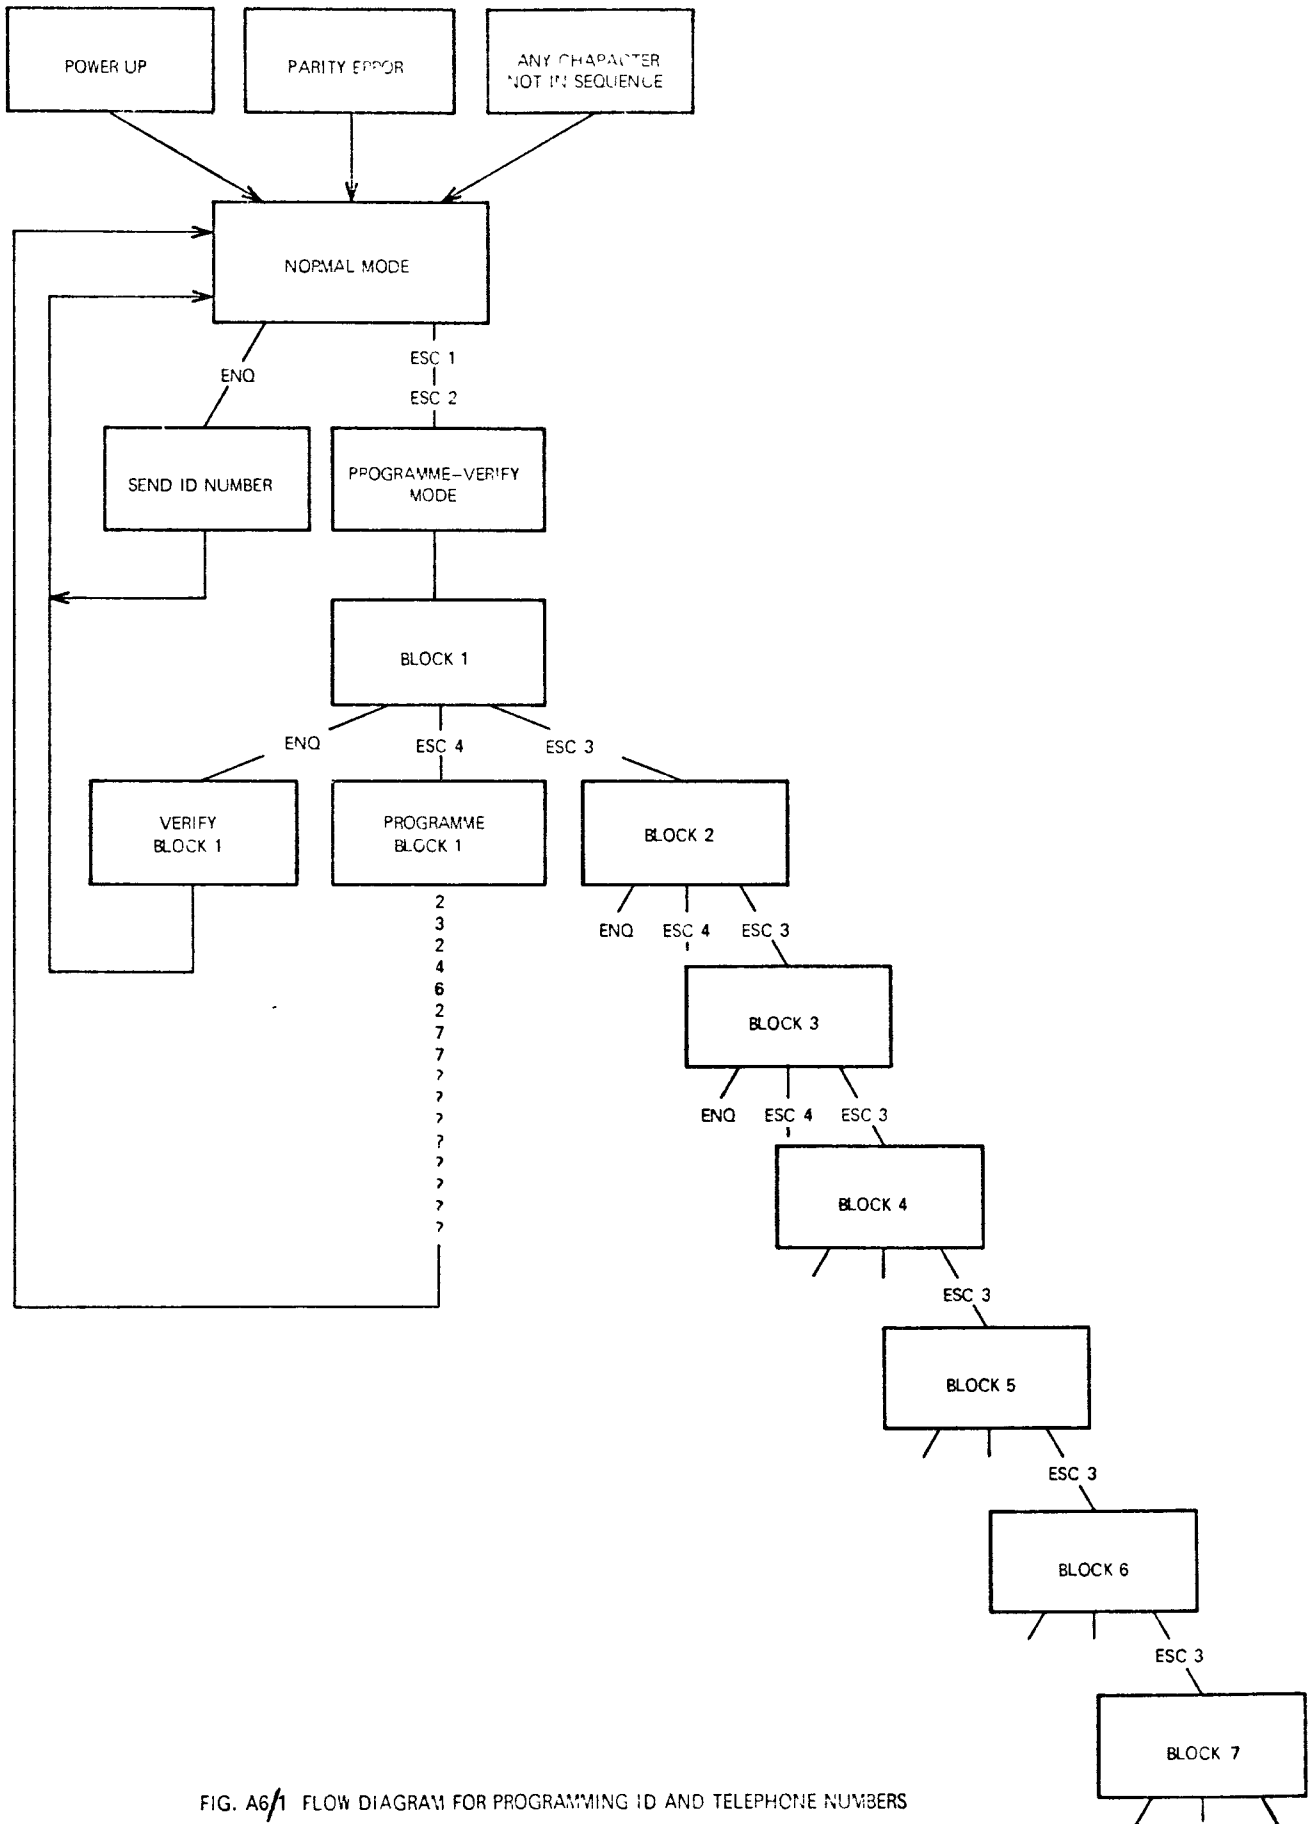 POWER UP
PARITY ERROR
ANY CHARACTER
NOT IN SEQUENCE
NORMAL MODE
ENQ
ESC 1
ESC 2
SEND ID NUMBER
PROGRAMME-VERIFY
MODE
BLOCK 1
ENQ
ESC 4
ESC 3
VERIFY
BLOCK 1
PROGRAMME
BLOCK 1
BLOCK 2
2
3
2
4
6
2
7
7
?
?
?
?
?
?
?
?
ENQ
ESC 4
ESC 3
BLOCK 3
ENQ
ESC 4
ESC 3
BLOCK 4
ESC 3
BLOCK 5
ESC 3
BLOCK 6
ESC 3
BLOCK 7
FIG. A6/1 FLOW DIAGRAM FOR PROGRAMMING ID AND TELEPHONE NUMBERS